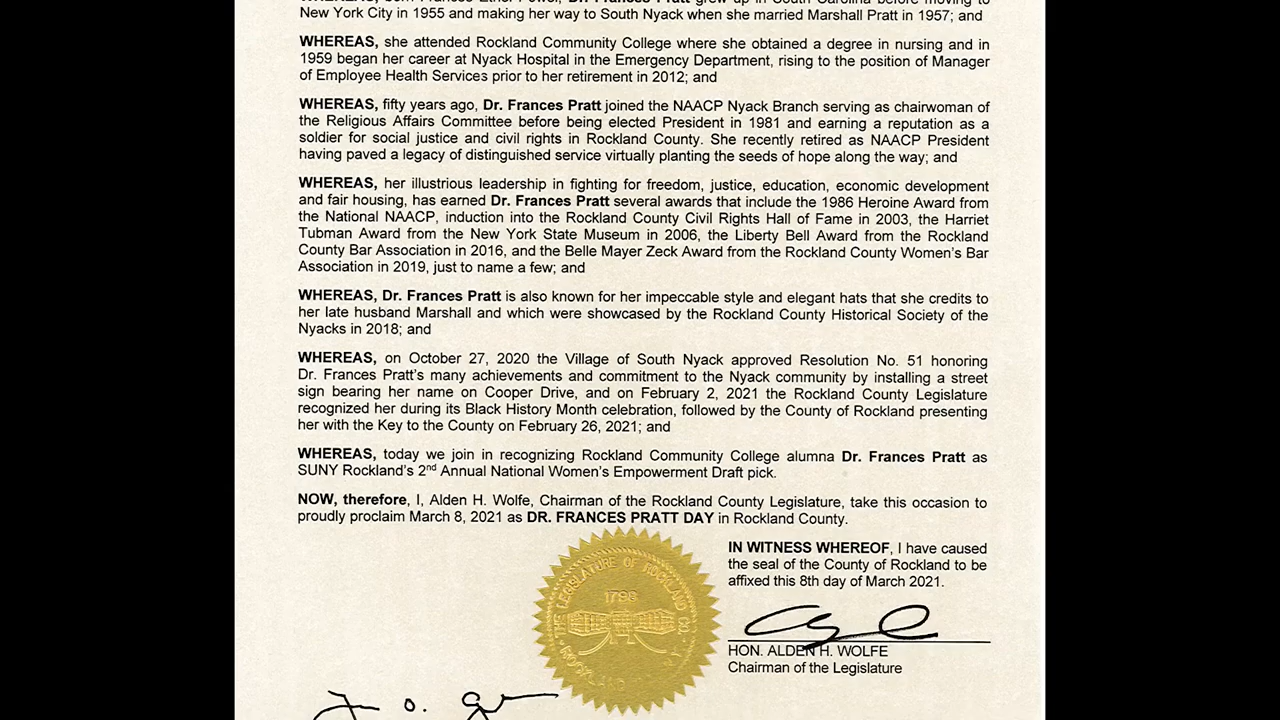 WHEREAS, born Frances Ethel Power, Dr. Frances Pratt grew up in South Carolina before moving to
New York City in 1955 and making her way to South Nyack when she married Marshall Pratt in 1957; and
WHEREAS, she attended Rockland Community College where she obtained a degree in nursing and in
1959 began her career at Nyack Hospital in the Emergency Department, rising to the position of Manager
of Employee Health Services prior to her retirement in 2012; and
WHEREAS, fifty years ago, Dr. Frances Pratt joined the NAACP Nyack Branch serving as chairwoman of
the Religious Affairs Committee before being elected President in 1981 and earning a reputation as a
soldier for social justice and civil rights in Rockland County. She recently retired as NAACP President
having paved a legacy of distinguished service virtually planting the seeds of hope along the way; and
WHEREAS, her illustrious leadership in fighting for freedom, justice, education, economic development
and fair housing, has earned Dr. Frances Pratt several awards that include the 1986 Heroine Award from
the National NAACP, induction into the Rockland County Civil Rights Hall of Fame in 2003, the Harriet
Tubman Award from the New York State Museum in 2006, the Liberty Bell Award from the Rockland
County Bar Association in 2016, and the Belle Mayer Zeck Award from the Rockland County Women's Bar
Association in 2019, just to name a few; and
WHEREAS, Dr. Frances Pratt is also known for her impeccable style and elegant hats that she credits to
her late husband Marshall and which were showcased by the Rockland County Historical Society of the
Nyacks in 2018; and
WHEREAS, on October 27, 2020 the Village of South Nyack approved Resolution No. 51 honoring
Dr. Frances Pratt's many achievements and commitment to the Nyack community by installing a street
sign bearing her name on Cooper Drive, and on February 2, 2021 the Rockland County Legislature
recognized her during its Black History Month celebration, followed by the County of Rockland presenting
her with the Key to the County on February 26, 2021; and
WHEREAS, today we join in recognizing Rockland Community College alumna Dr. Frances Pratt as
SUNY Rockland's 2nd Annual National Women's Empowerment Draft pick.
NOW, therefore, I, Alden H. Wolfe, Chairman of the Rockland County Legislature, take this occasion to
proudly proclaim March 8, 2021 as DR. FRANCES PRATT DAY in Rockland County.
IN WITNESS WHEREOF, I have caused
the seal of the County of Rockland to be
affixed this 8th day of March 2021.
THE LEGISLATURE OF ROCKLAND CO.
1798
HON. ALDEN H. WOLFE
Chairman of the Legislature